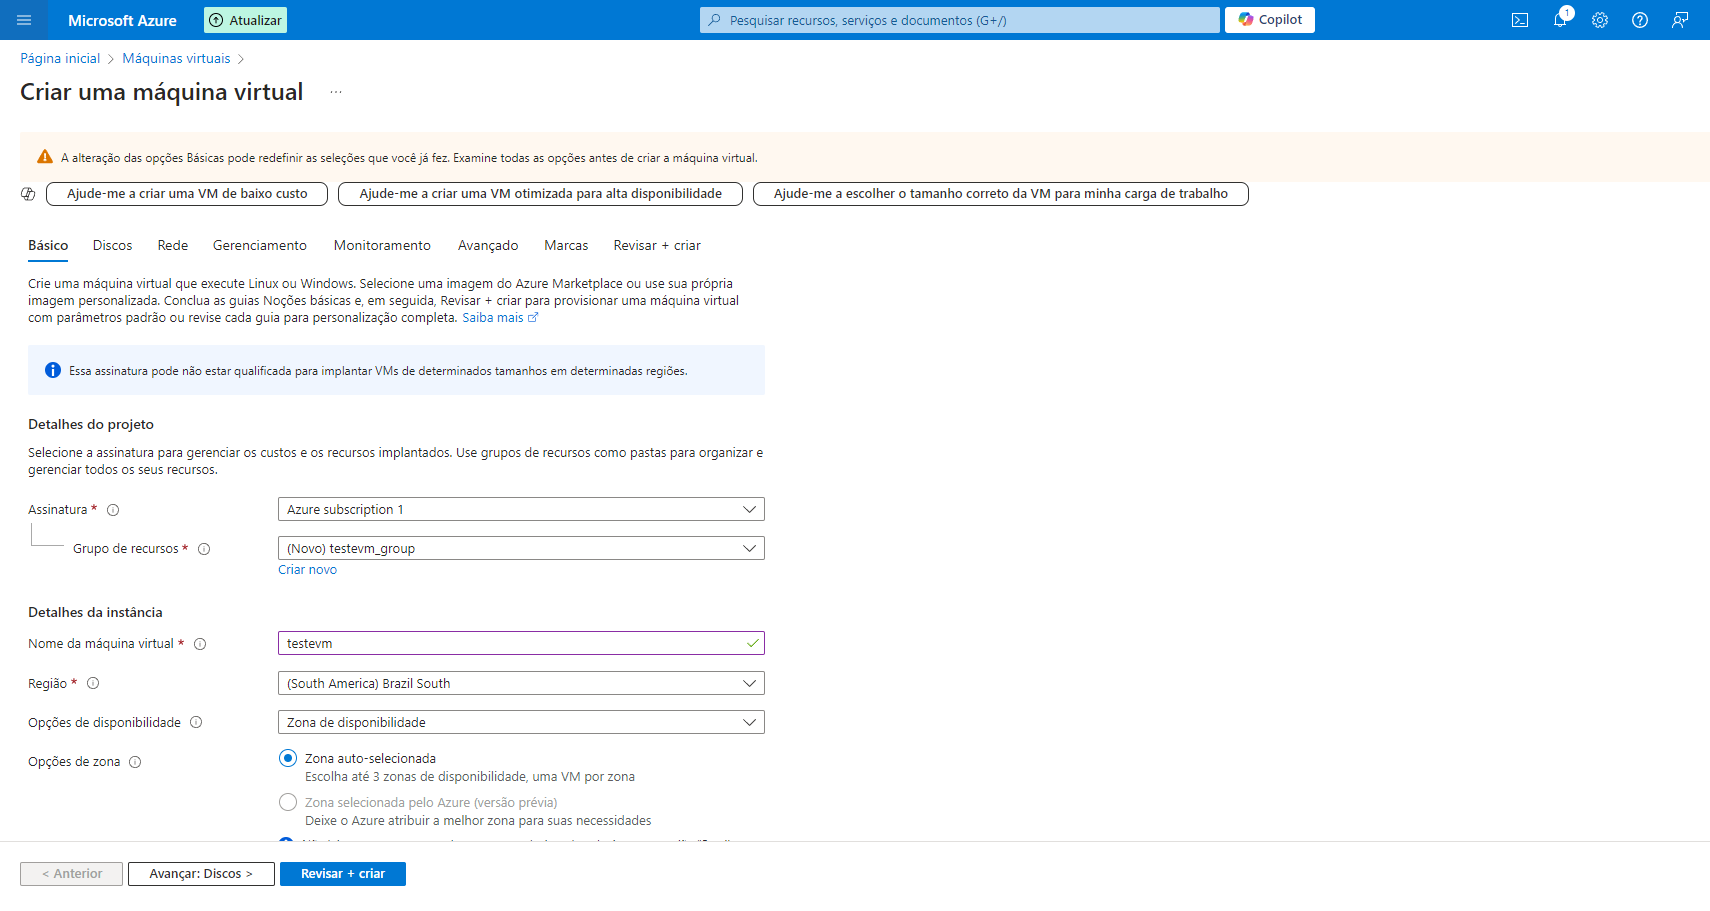 Microsoft Azure
Atualizar
Pesquisar recursos, serviços e documentos (G+/)
Copilot
1
Página inicial > Máquinas virtuais >
Criar uma máquina virtual ...
A alteração das opções Básicas pode redefinir as seleções que você já fez. Examine todas as opções antes de criar a máquina virtual.
Ajude-me a criar uma VM de baixo custo
Ajude-me a criar uma VM otimizada para alta disponibilidade
Ajude-me a escolher o tamanho correto da VM para minha carga de trabalho
Básico Discos Rede Gerenciamento Monitoramento Avançado Marcas Revisar + criar
Crie uma máquina virtual que execute Linux ou Windows. Selecione uma imagem do Azure Marketplace ou use sua própria
imagem personalizada. Conclua as guias Noções básicas e, em seguida, Revisar + criar para provisionar uma máquina virtual
com parâmetros padrão ou revise cada guia para personalização completa. Saiba mais
Essa assinatura pode não estar qualificada para implantar VMs de determinados tamanhos em determinadas regiões.
Detalhes do projeto
Selecione a assinatura para gerenciar os custos e os recursos implantados. Use grupos de recursos como pastas para organizar e
gerenciar todos os seus recursos.
Assinatura *
Azure subscription 1
Grupo de recursos *
(Novo) testevm_group
Criar novo
Detalhes da instância
Nome da máquina virtual *
testevm
Região *
(South America) Brazil South
Opções de disponibilidade
Zona de disponibilidade
Opções de zona
Zona auto-selecionada
Escolha até 3 zonas de disponibilidade, uma VM por zona
Zona selecionada pelo Azure (versão prévia)
Deixe o Azure atribuir a melhor zona para suas necessidades
< Anterior
Avançar: Discos >
Revisar + criar